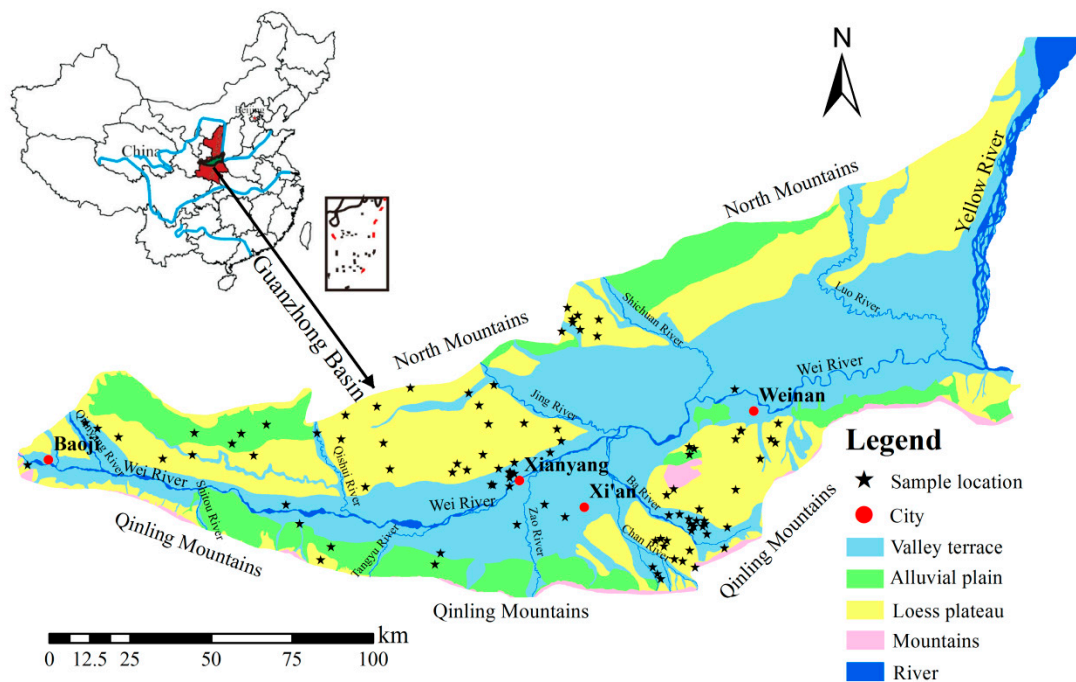 Beijing
China
N
North Mountains
Yellow River
Guanzhong Basin
Shichuan River
Luo River
North Mountains
Wei River
Jing River
Weinan
Qianyang River
Baoji
Wei River
Qishui River
Xianyang
Wei River
Xi'an
Ba River
Shitou River
Zao River
Chan River
Qinling Mountains
Tangyu River
Qinling Mountains
Qinling Mountains
km
0 12.5 25 50 75 100
Legend
Sample location
City
Valley terrace
Alluvial plain
Loess plateau
Mountains
River